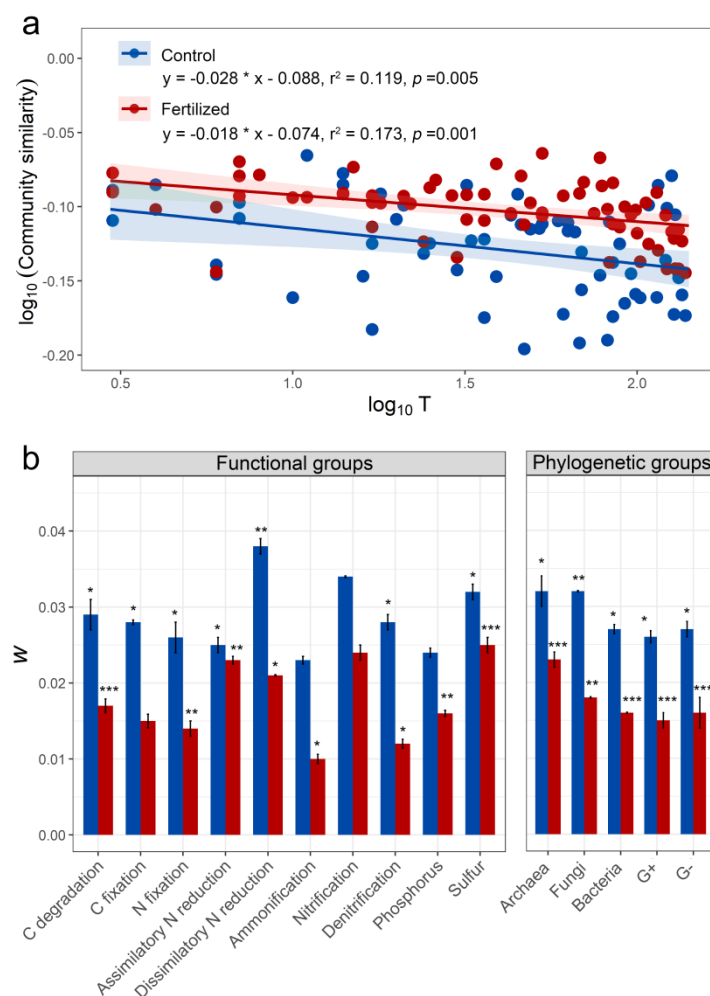 a
0.00
-0.05
-0.10
-0.15
-0.20
log₁₀ (Community similarity)
Control
y = -0.028 * x - 0.088, r² = 0.119, p =0.005
Fertilized
y = -0.018 * x - 0.074, r² = 0.173, p =0.001
0.5 1.0 1.5 2.0
log₁₀ T
b
Functional groups
Phylogenetic groups
0.04
0.03
0.02
0.01
0.00
w
* * * * ** * * ** * ** *
*** ** ** * * * ** *** *** ** *** *** ***
C degradation
C fixation
N fixation
Assimilatory N reduction
Dissimilatory N reduction
Ammonification
Nitrification
Denitrification
Phosphorus
Sulfur
Archaea
Fungi
Bacteria
G+
G-